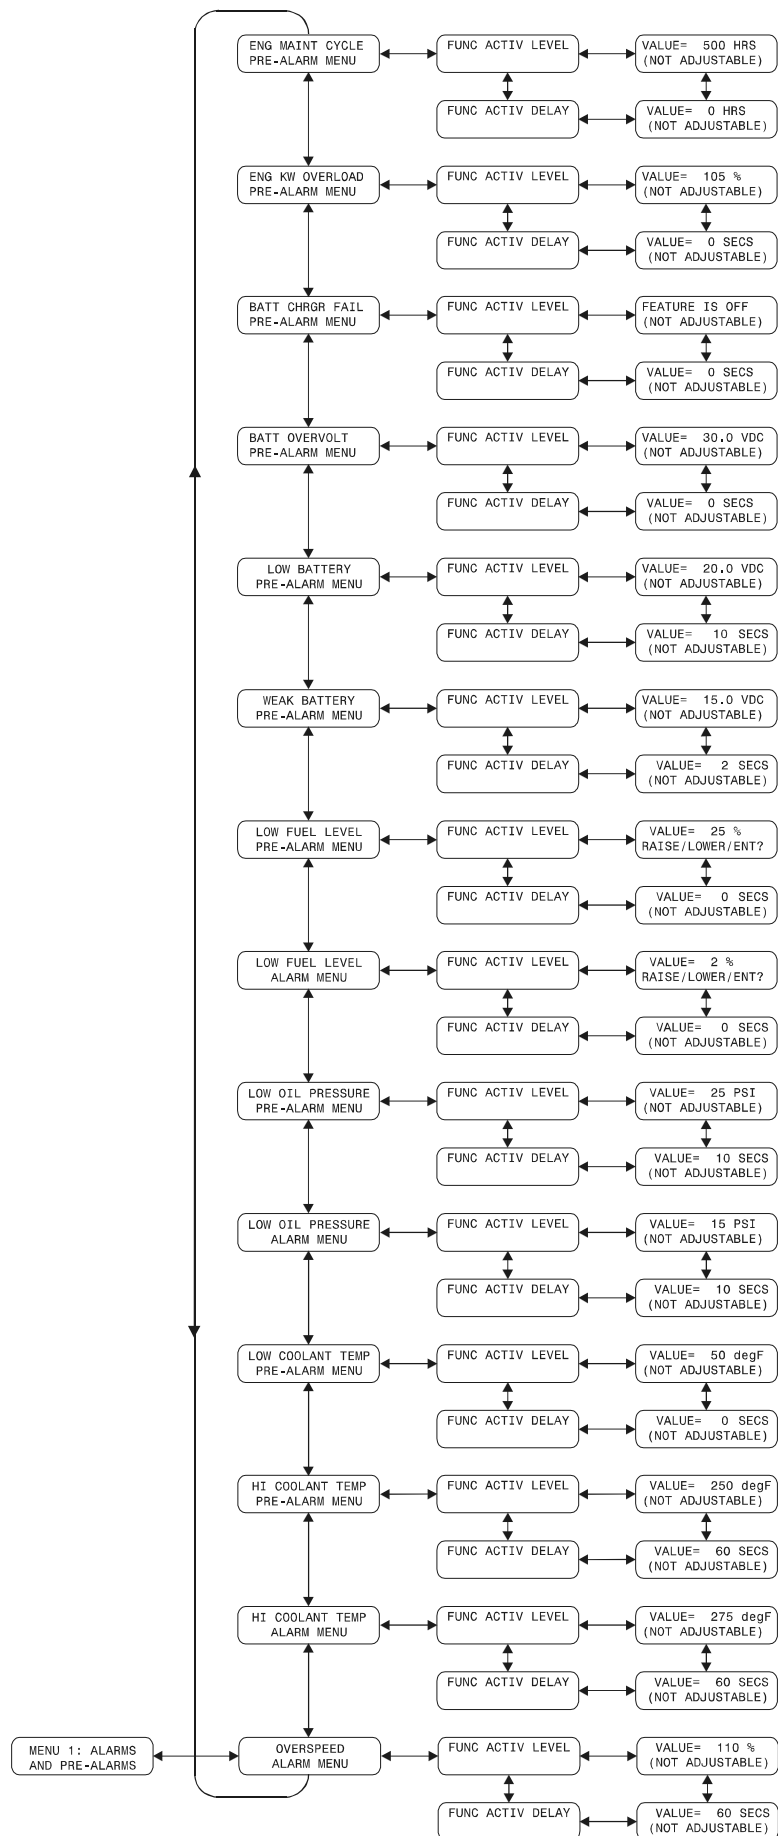 ENG MAINT CYCLE
PRE-ALARM MENU
FUNC ACTIV LEVEL
VALUE= 500 HRS
(NOT ADJUSTABLE)
FUNC ACTIV DELAY
VALUE= 0 HRS
(NOT ADJUSTABLE)
ENG KW OVERLOAD
PRE-ALARM MENU
FUNC ACTIV LEVEL
VALUE= 105 %
(NOT ADJUSTABLE)
FUNC ACTIV DELAY
VALUE= 0 SECS
(NOT ADJUSTABLE)
BATT CHRGR FAIL
PRE-ALARM MENU
FUNC ACTIV LEVEL
FEATURE IS OFF
(NOT ADJUSTABLE)
FUNC ACTIV DELAY
VALUE= 0 SECS
(NOT ADJUSTABLE)
BATT OVERVOLT
PRE-ALARM MENU
FUNC ACTIV LEVEL
VALUE= 30.0 VDC
(NOT ADJUSTABLE)
FUNC ACTIV DELAY
VALUE= 0 SECS
(NOT ADJUSTABLE)
LOW BATTERY
PRE-ALARM MENU
FUNC ACTIV LEVEL
VALUE= 20.0 VDC
(NOT ADJUSTABLE)
FUNC ACTIV DELAY
VALUE= 10 SECS
(NOT ADJUSTABLE)
WEAK BATTERY
PRE-ALARM MENU
FUNC ACTIV LEVEL
VALUE= 15.0 VDC
(NOT ADJUSTABLE)
FUNC ACTIV DELAY
VALUE= 2 SECS
(NOT ADJUSTABLE)
LOW FUEL LEVEL
PRE-ALARM MENU
FUNC ACTIV LEVEL
VALUE= 25 %
RAISE/LOWER/ENT?
FUNC ACTIV DELAY
VALUE= 0 SECS
(NOT ADJUSTABLE)
LOW FUEL LEVEL
ALARM MENU
FUNC ACTIV LEVEL
VALUE= 2 %
RAISE/LOWER/ENT?
FUNC ACTIV DELAY
VALUE= 0 SECS
(NOT ADJUSTABLE)
LOW OIL PRESSURE
PRE-ALARM MENU
FUNC ACTIV LEVEL
VALUE= 25 PSI
(NOT ADJUSTABLE)
FUNC ACTIV DELAY
VALUE= 10 SECS
(NOT ADJUSTABLE)
LOW OIL PRESSURE
ALARM MENU
FUNC ACTIV LEVEL
VALUE= 15 PSI
(NOT ADJUSTABLE)
FUNC ACTIV DELAY
VALUE= 10 SECS
(NOT ADJUSTABLE)
LOW COOLANT TEMP
PRE-ALARM MENU
FUNC ACTIV LEVEL
VALUE= 50 degF
(NOT ADJUSTABLE)
FUNC ACTIV DELAY
VALUE= 0 SECS
(NOT ADJUSTABLE)
HI COOLANT TEMP
PRE-ALARM MENU
FUNC ACTIV LEVEL
VALUE= 250 degF
(NOT ADJUSTABLE)
FUNC ACTIV DELAY
VALUE= 60 SECS
(NOT ADJUSTABLE)
HI COOLANT TEMP
ALARM MENU
FUNC ACTIV LEVEL
VALUE= 275 degF
(NOT ADJUSTABLE)
FUNC ACTIV DELAY
VALUE= 60 SECS
(NOT ADJUSTABLE)
MENU 1: ALARMS
AND PRE-ALARMS
OVERSPEED
ALARM MENU
FUNC ACTIV LEVEL
VALUE= 110 %
(NOT ADJUSTABLE)
FUNC ACTIV DELAY
VALUE= 60 SECS
(NOT ADJUSTABLE)